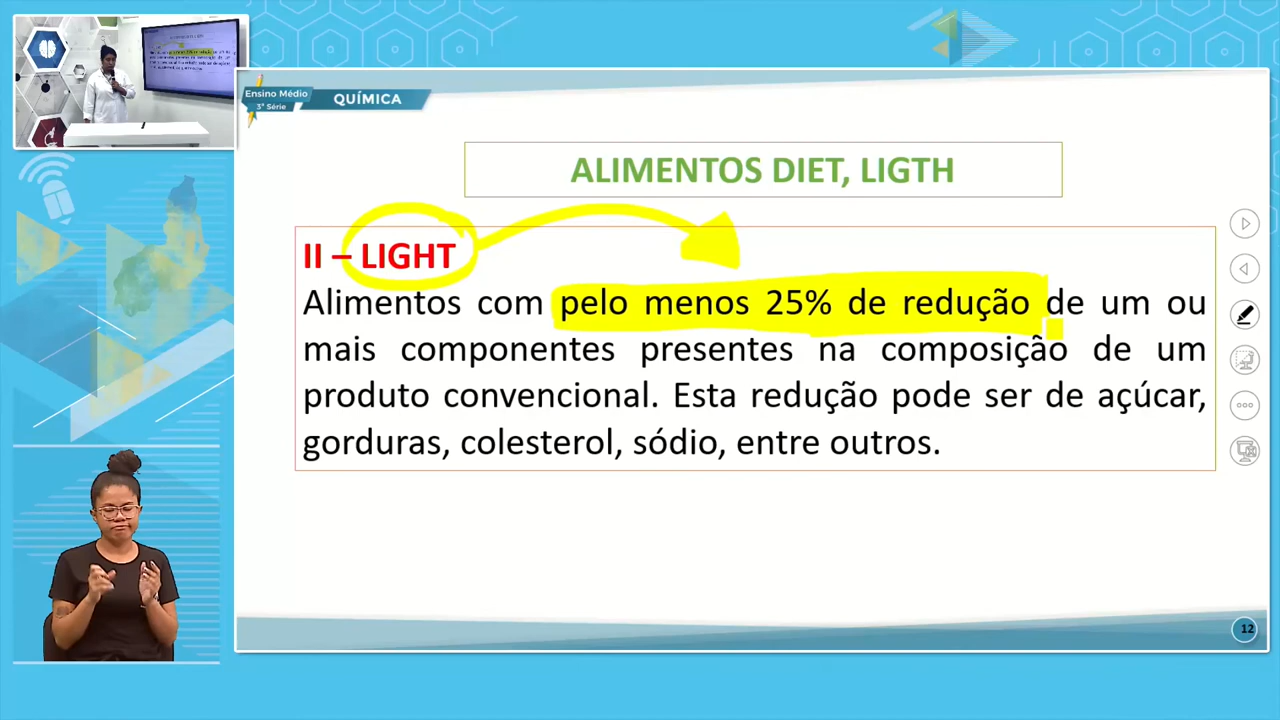 Ensino Médio
3ª Série
QUÍMICA
ALIMENTOS DIET, LIGTH
II – LIGHT
Alimentos com pelo menos 25% de redução de um ou
mais componentes presentes na composição de um
produto convencional. Esta redução pode ser de açúcar,
gorduras, colesterol, sódio, entre outros.
12